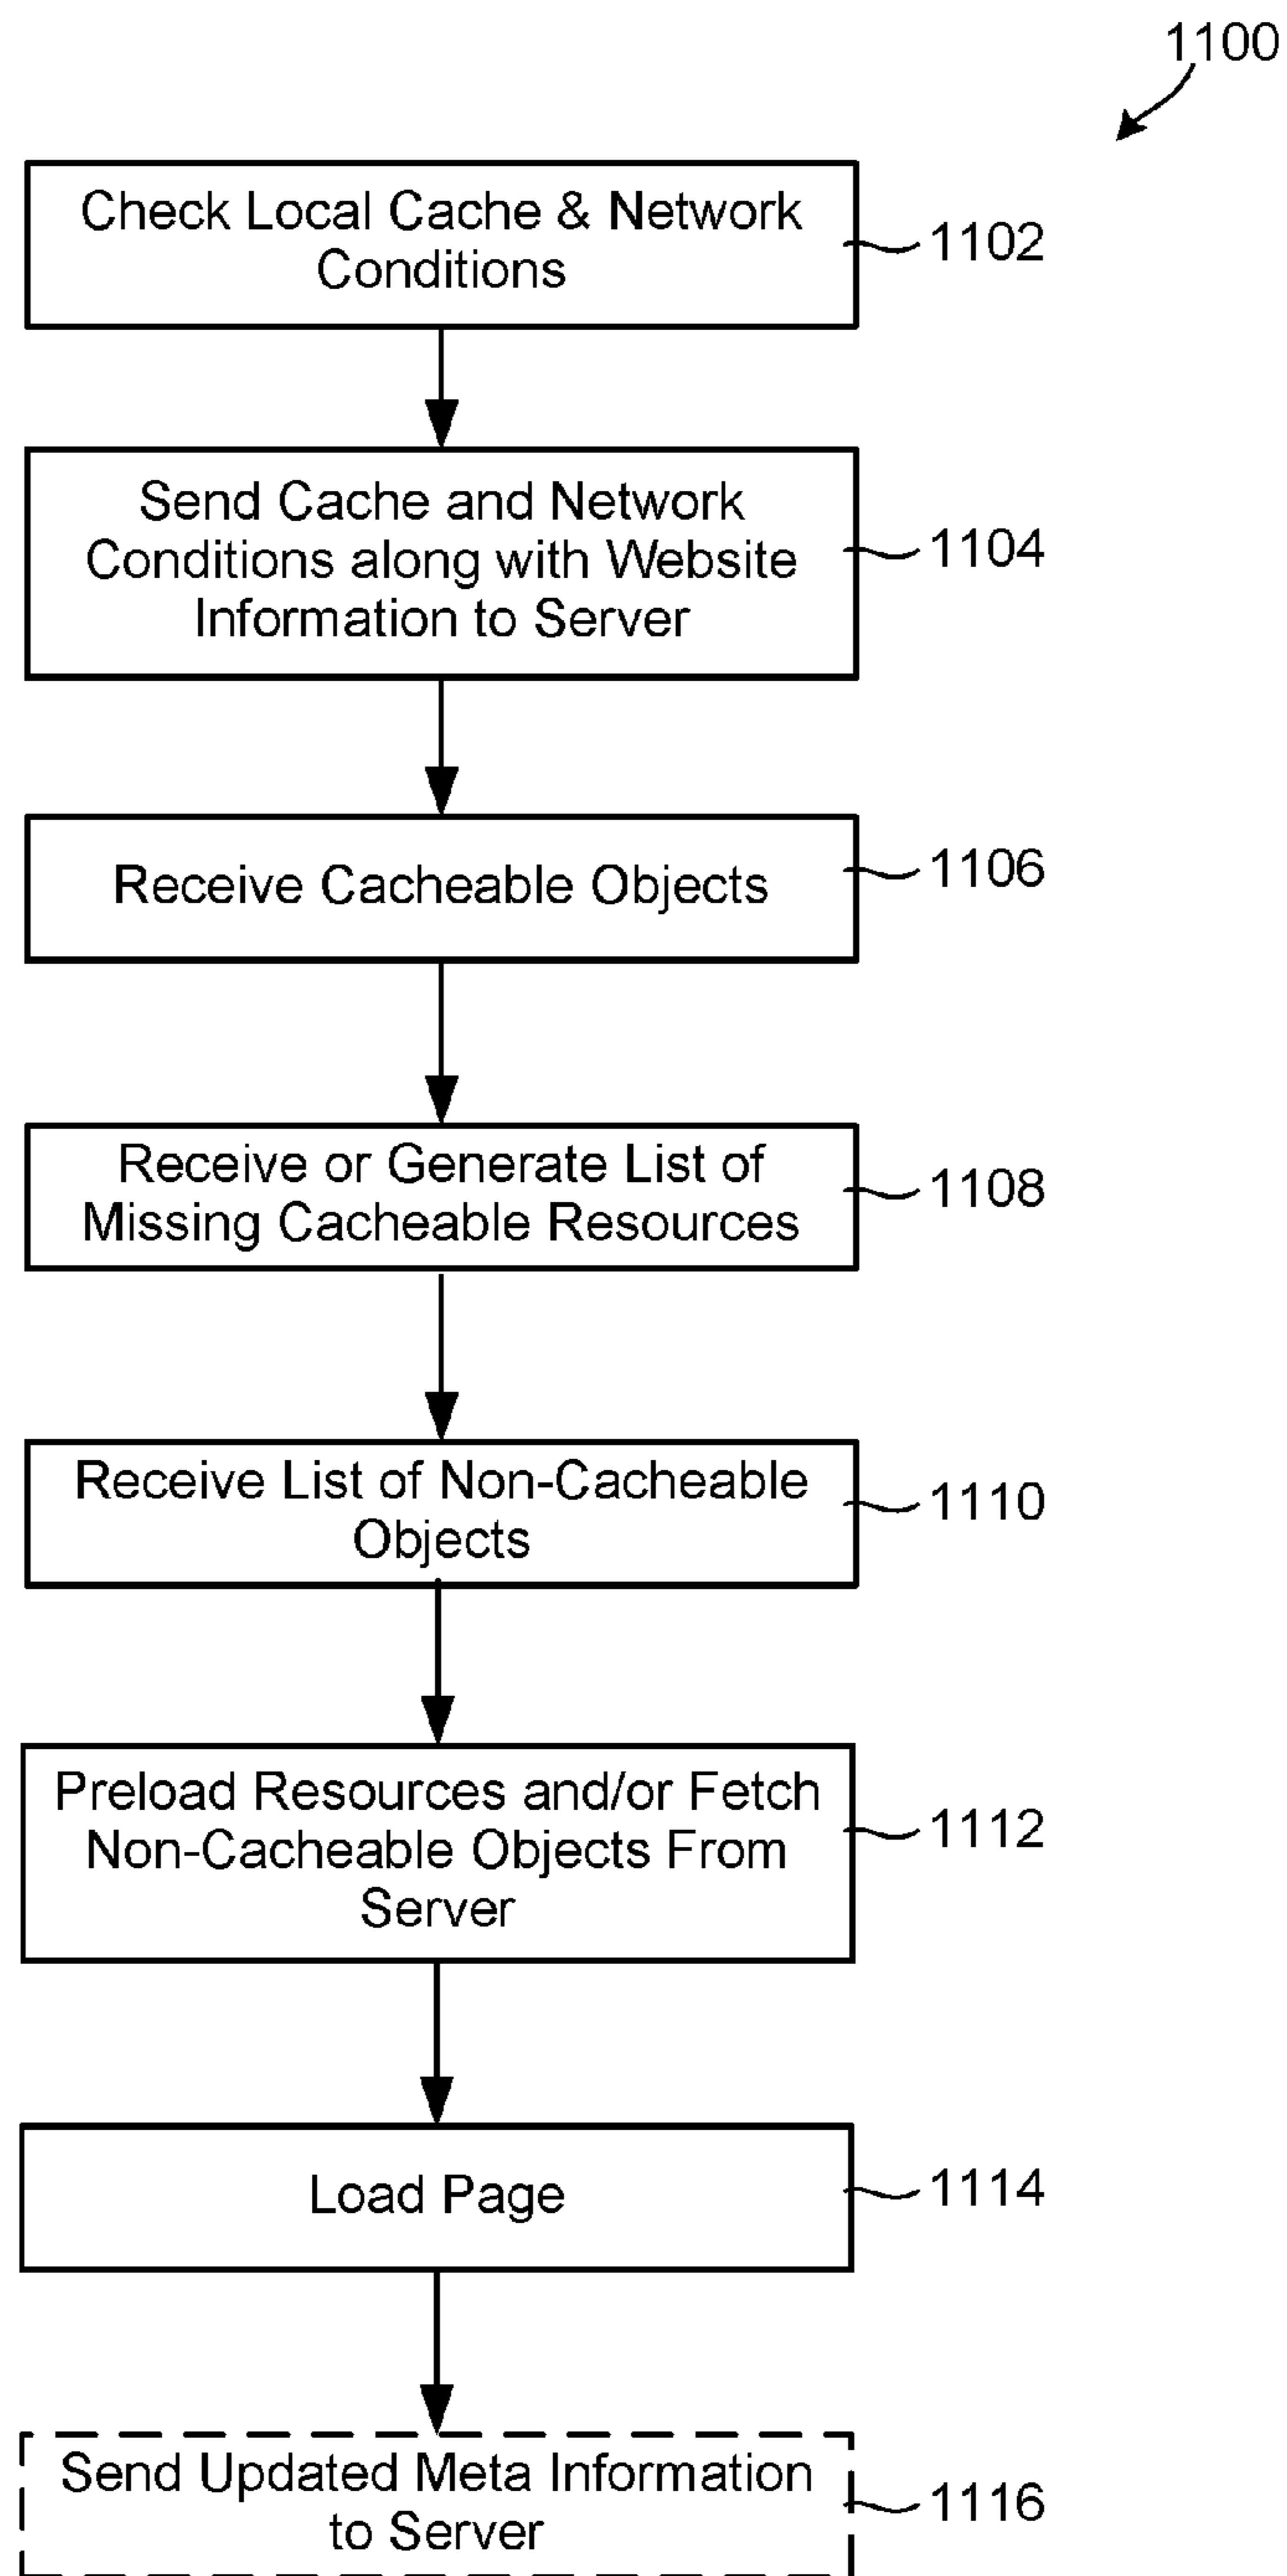 1100
Check Local Cache & Network
Conditions
1102
Send Cache and Network
Conditions along with Website
Information to Server
1104
Receive Cacheable Objects
1106
Receive or Generate List of
Missing Cacheable Resources
1108
Receive List of Non-Cacheable
Objects
1110
Preload Resources and/or Fetch
Non-Cacheable Objects From
Server
1112
Load Page
1114
Send Updated Meta Information
to Server
1116